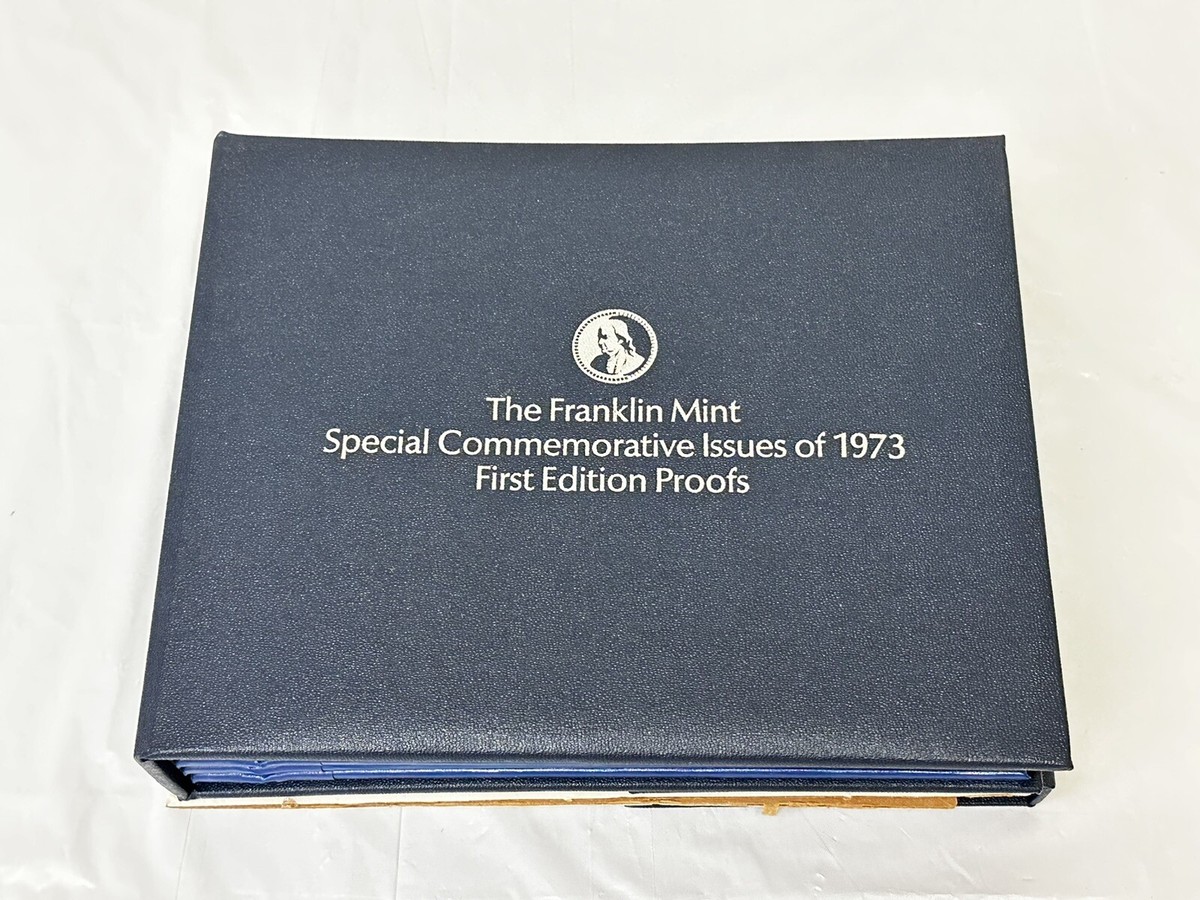 The Franklin Mint
Special Commemorative Issues of 1973
First Edition Proofs